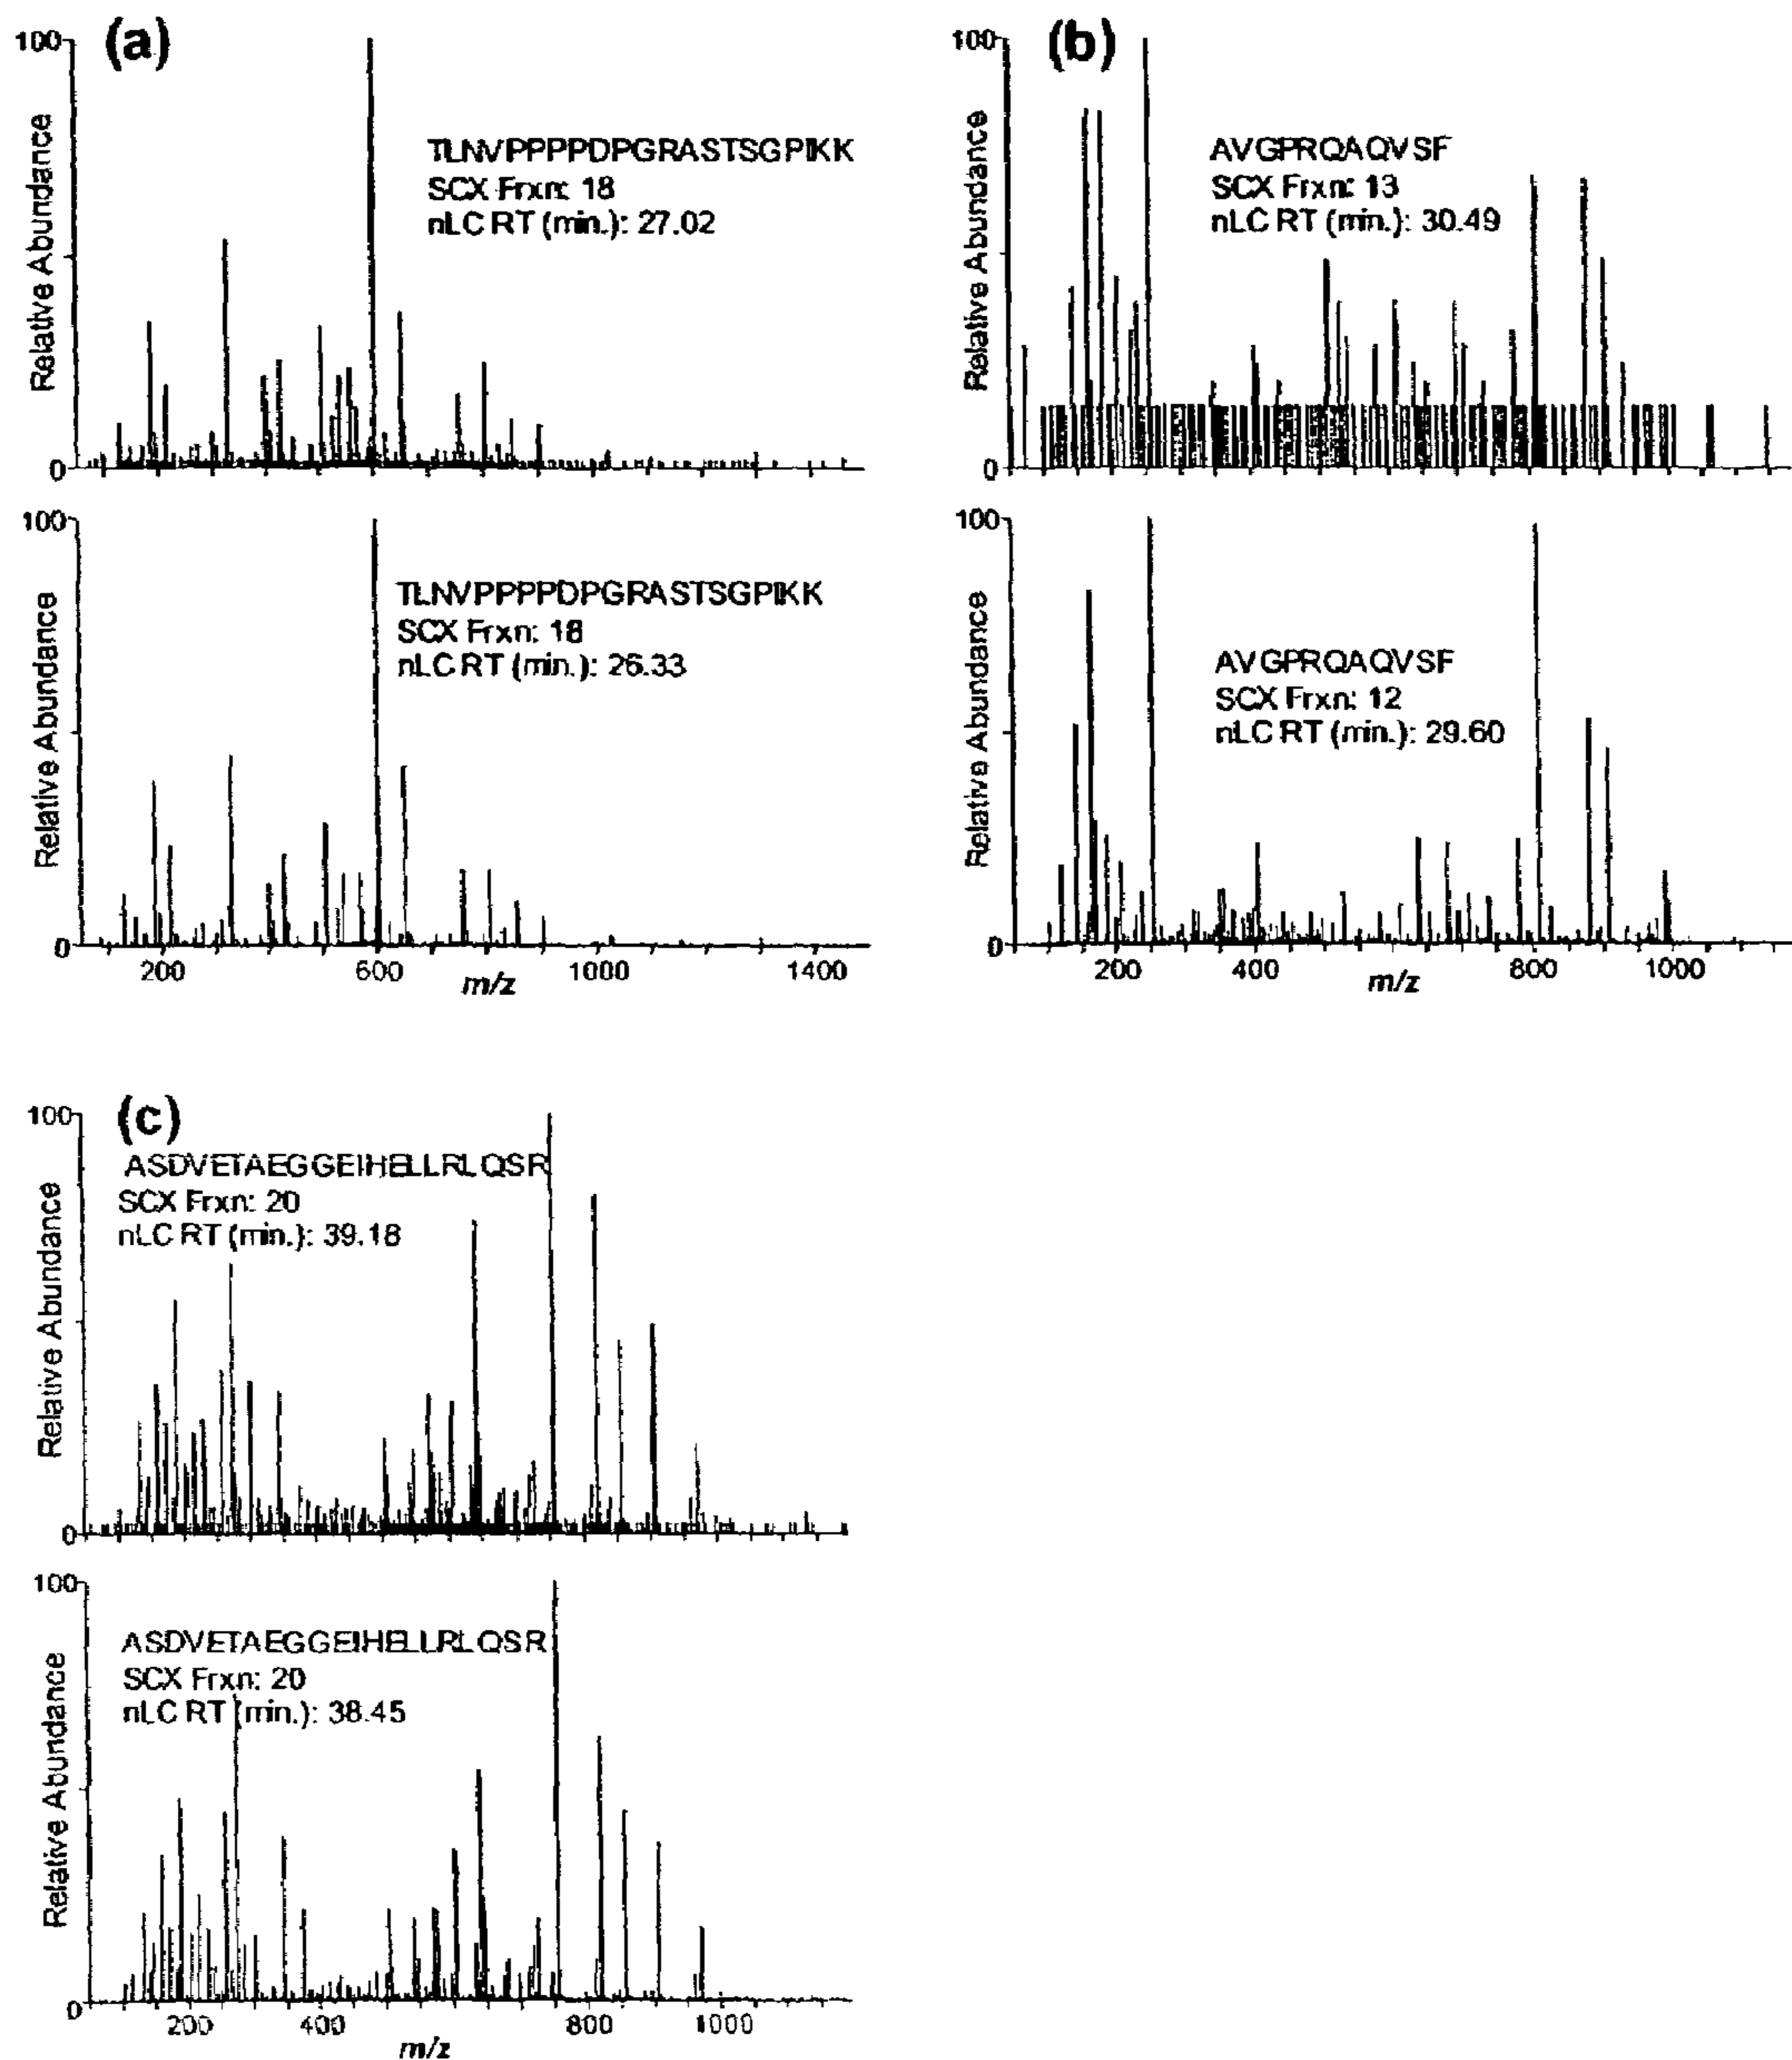 (a)
100
Relative Abundance
0
TLNVPPPPDPGRASTSGPIKK
SCX Frxn: 18
nLC RT (min.): 27.02
100
Relative Abundance
0
TLNVPPPPDPGRASTSGPIKK
SCX Frxn: 18
nLC RT (min.): 26.33
200
600
1000
1400
m/z
(b)
100
Relative Abundance
0
AVGPRQAQVSF
SCX Frxn: 13
nLC RT (min.): 30.49
100
Relative Abundance
0
AVGPRQAQVSF
SCX Frxn: 12
nLC RT (min.): 29.60
200
400
800
1000
m/z
(c)
100
Relative Abundance
0
ASDVETAEGGEIHELLRLQSR
SCX Frxn: 20
nLC RT (min.): 39.18
100
Relative Abundance
0
ASDVETAEGGEIHELLRLQSR
SCX Frxn: 20
nLC RT (min.): 38.45
200
400
800
1000
m/z